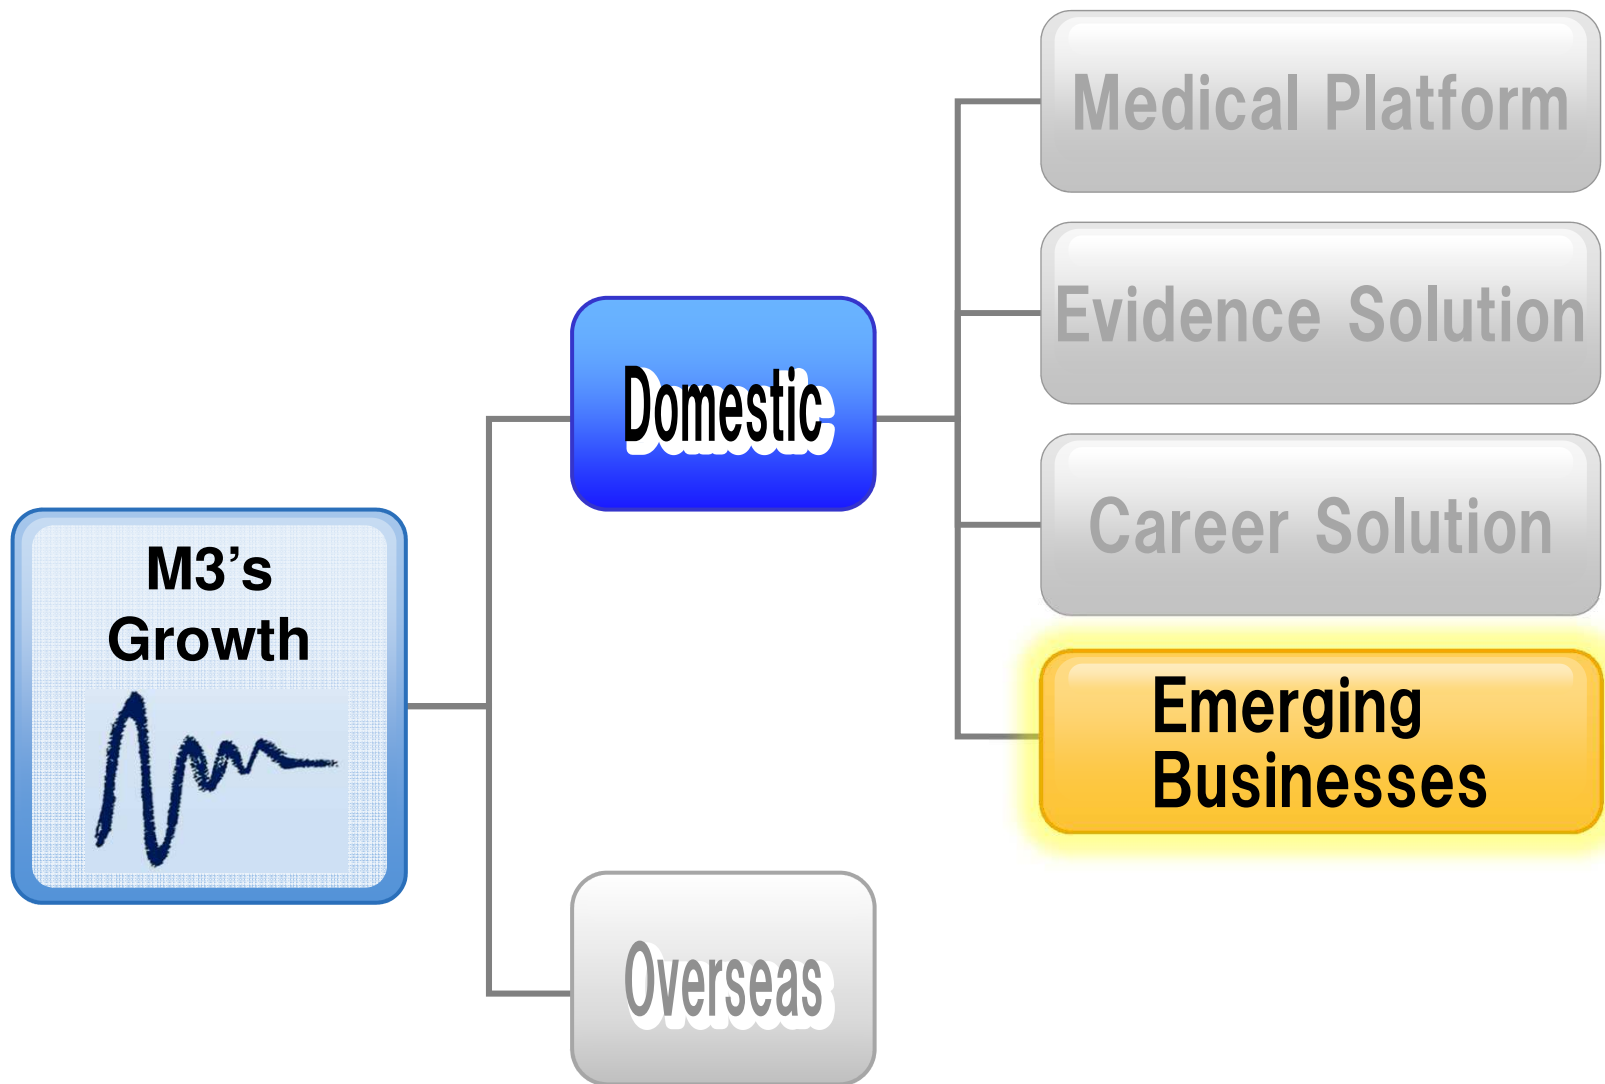 Medical Platform
Evidence Solution
Domestic
Career Solution
M3’s
Growth
Emerging
Businesses
Overseas